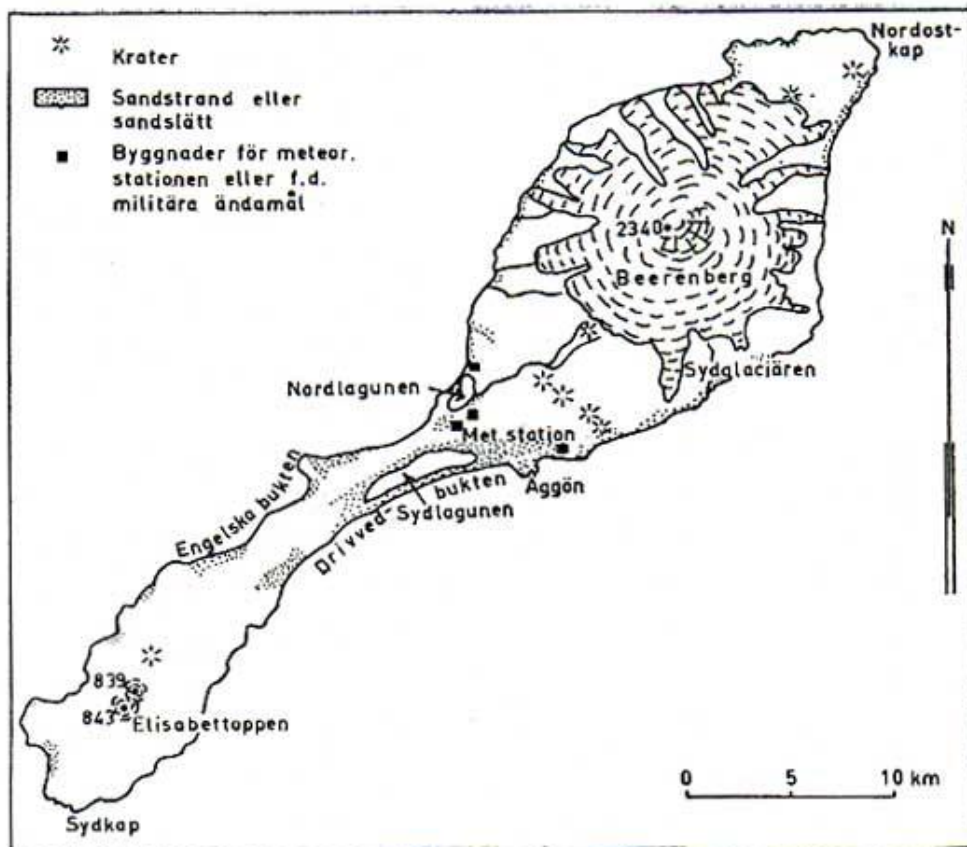 Krater
Sandstrand eller
sandslätt
Byggnader för meteor.
stationen eller f.d.
militära ändamål
Nordost-
kap
N
2340
Beerenberg
Sydglaciären
Nordlagunen
Met.station
Äggön
bukten
Sydlagunen
Drivved-
Engelska bukten
839
843
Elisabettoppen
Sydkap
0 5 10 km